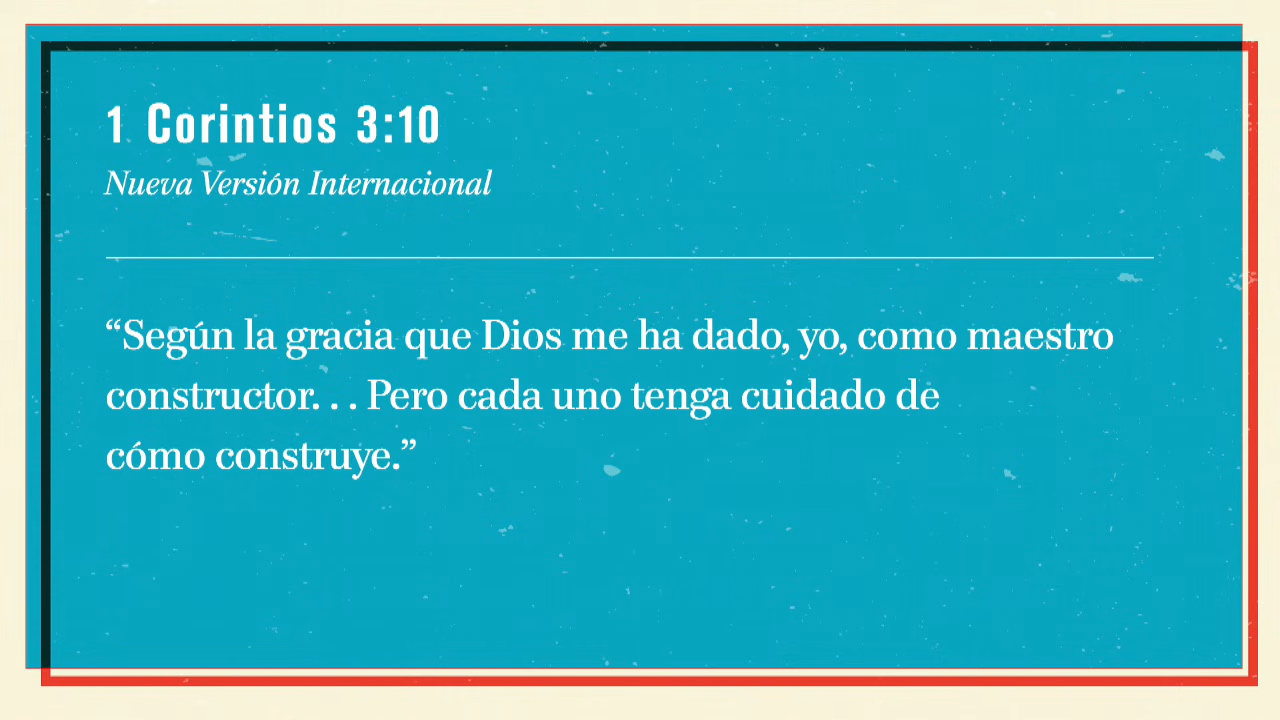 1 Corintios 3:10
Nueva Versión Internacional
“Según la gracia que Dios me ha dado, yo, como maestro
constructor. . . Pero cada uno tenga cuidado de
cómo construye.”